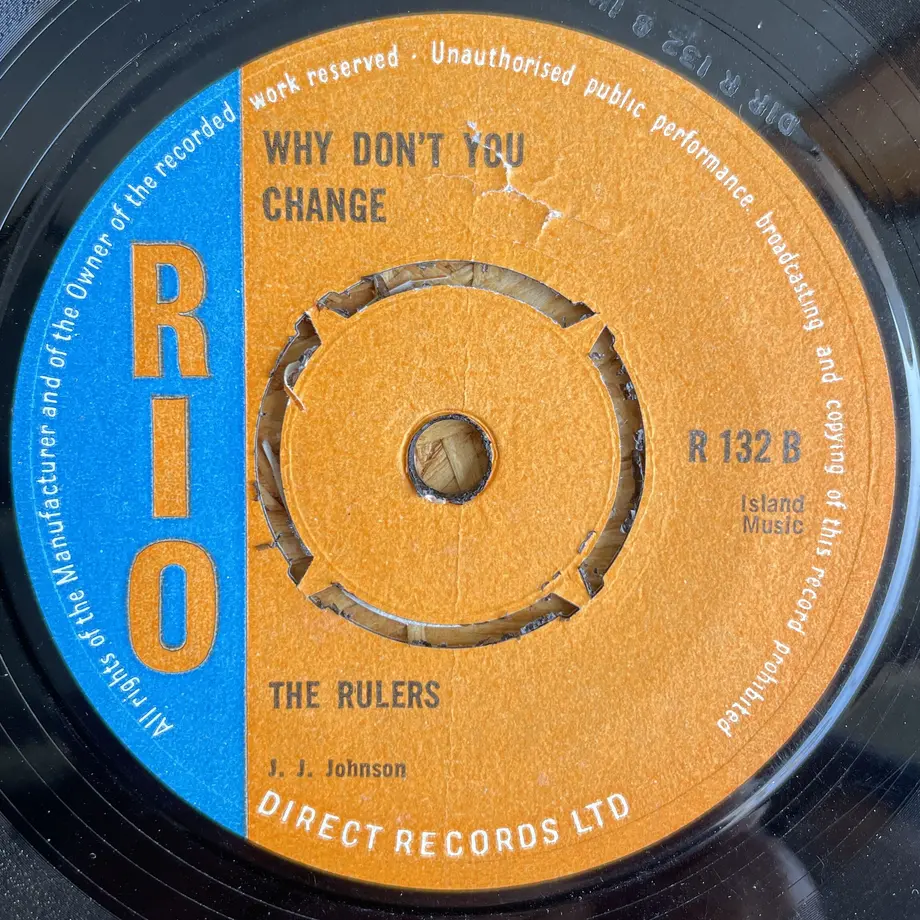 All rights of the Manufacturer and of the Owner of the recorded work reserved · Unauthorised public performance, broadcasting and copying of this record prohibited
WHY DON'T YOU
CHANGE
RIO
R 132 B
Island
Music
THE RULERS
J. J. Johnson
DIRECT RECORDS LTD
DIR R 132 B